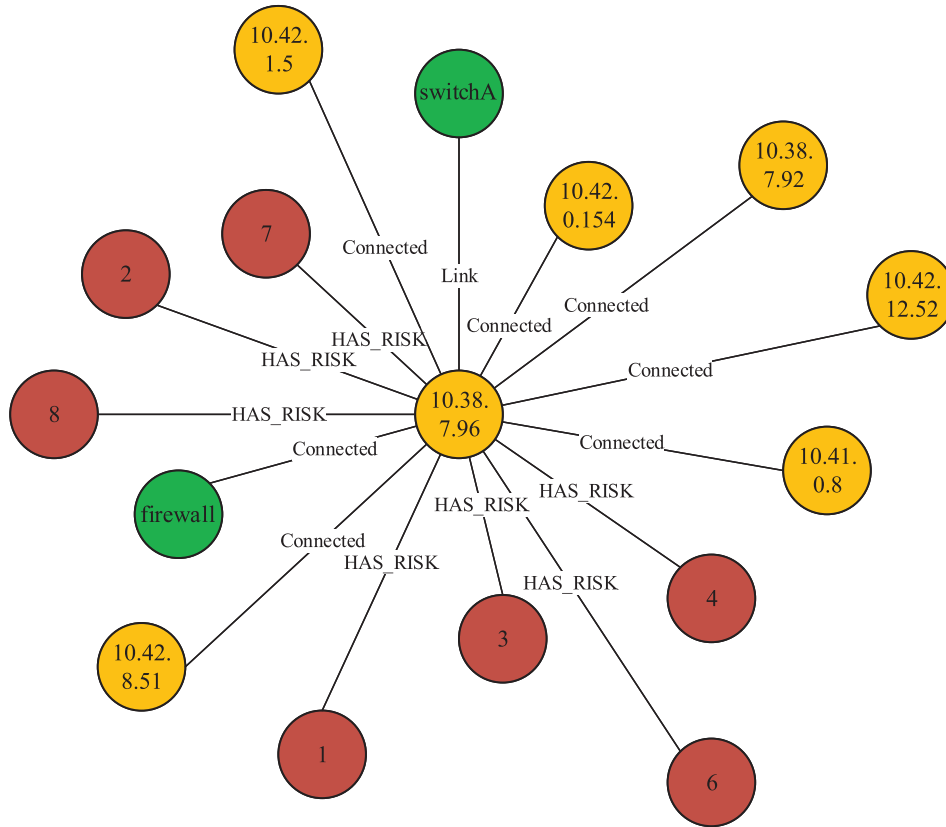 10.42.
1.5
switchA
10.38.
7.92
10.42.
0.154
7
2
Connected
Link
10.42.
12.52
Connected
Connected
HAS_RISK
HAS_RISK
Connected
8
HAS_RISK
10.38.
7.96
Connected
Connected
10.41.
0.8
firewall
HAS_RISK
HAS_RISK
Connected
HAS_RISK
HAS_RISK
4
3
10.42.
8.51
1
6